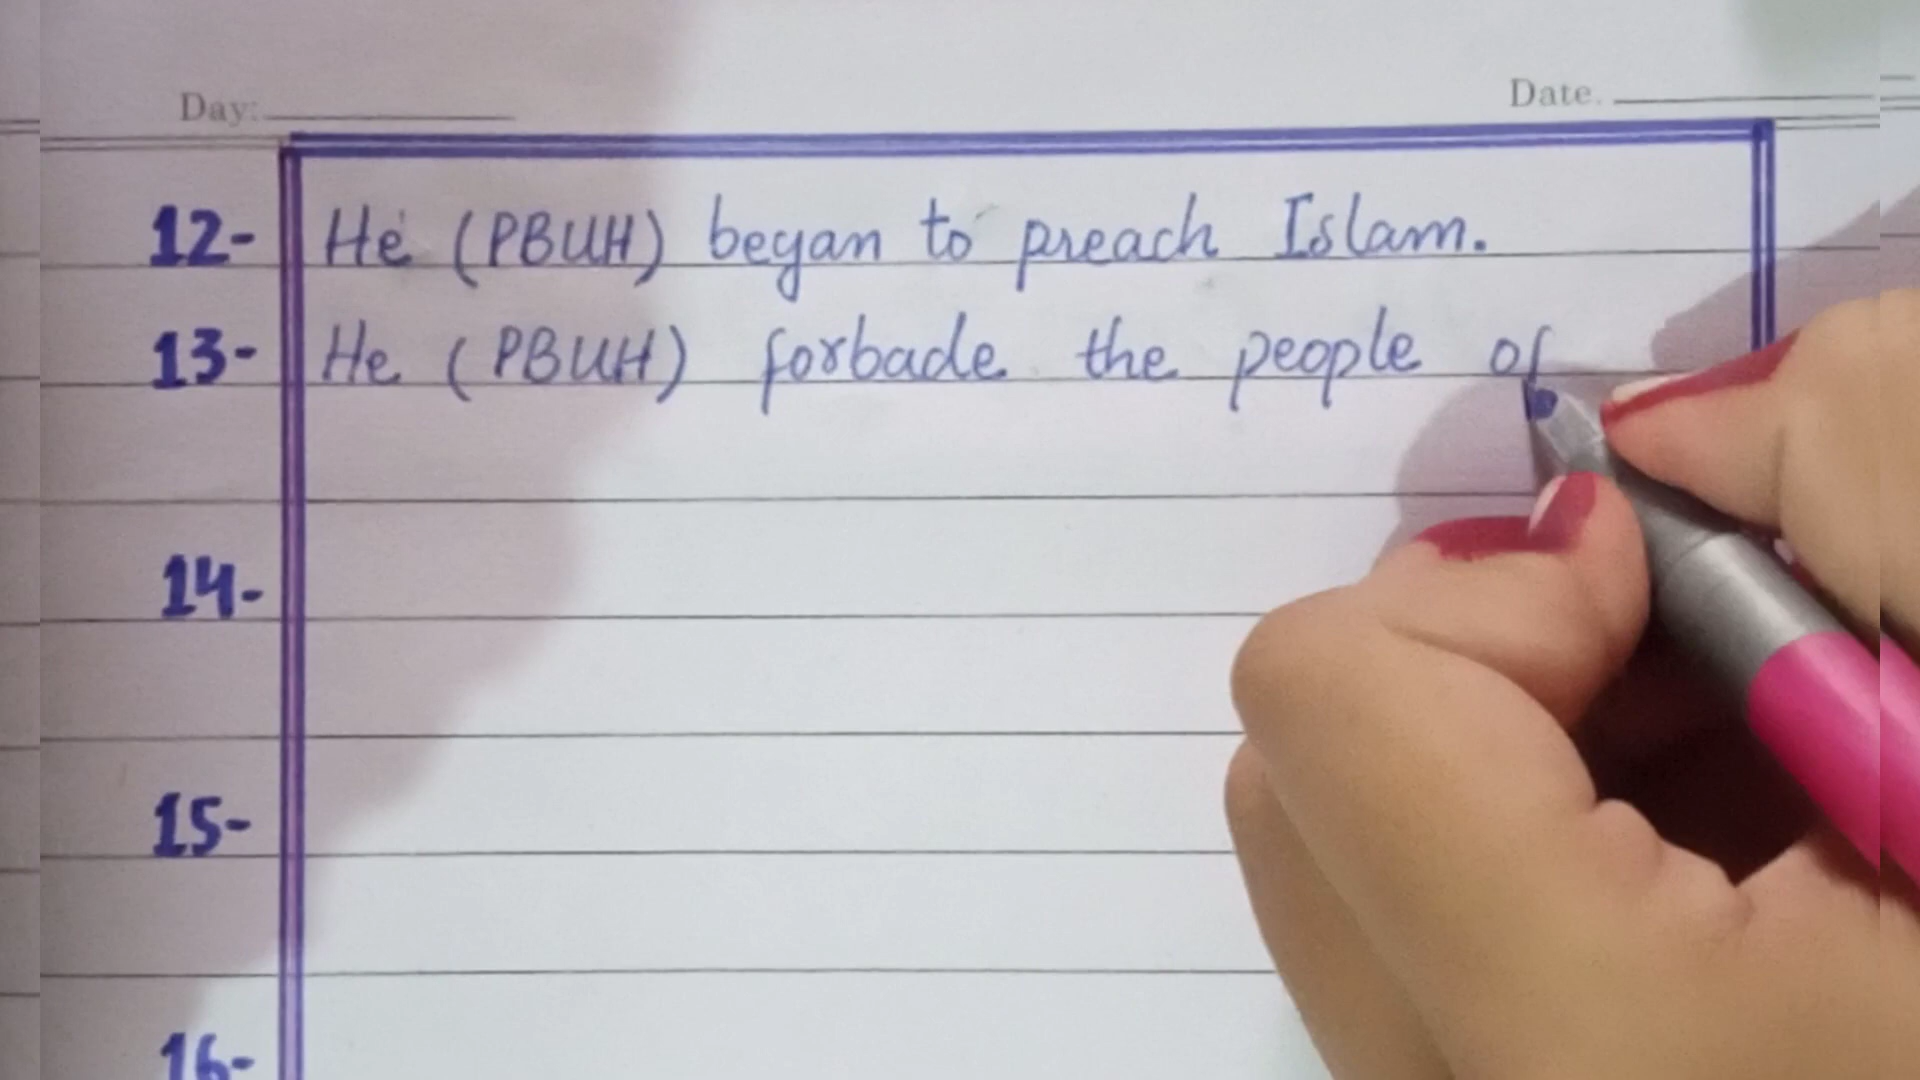 Day: Date.
12- He (PBUH) began to preach Islam.
13- He (PBUH) forbade the people of
14-
15-
16-